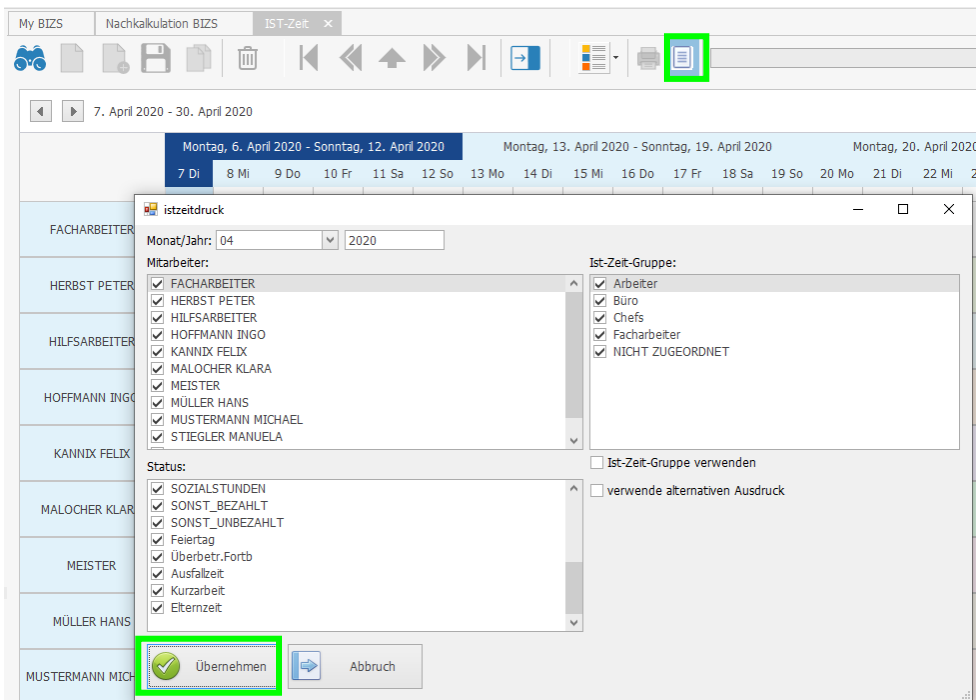 My BIZS Nachkalkulation BIZS IST-Zeit ×
7. April 2020 - 30. April 2020
Montag, 6. April 2020 - Sonntag, 12. April 2020 Montag, 13. April 2020 - Sonntag, 19. April 2020 Montag, 20. April 202
7 Di 8 Mi 9 Do 10 Fr 11 Sa 12 So 13 Mo 14 Di 15 Mi 16 Do 17 Fr 18 Sa 19 So 20 Mo 21 Di 22 Mi 2
FACHARBEITER
HERBST PETER
HILFSARBEITER
HOFFMANN INGO
KANNIX FELIX
MALOCHER KLAR
MEISTER
MÜLLER HANS
MUSTERMANN MICH
istzeitdruck
Monat/Jahr: 04 2020
Mitarbeiter:
FACHARBEITER
HERBST PETER
HILFSARBEITER
HOFFMANN INGO
KANNIX FELIX
MALOCHER KLARA
MEISTER
MÜLLER HANS
MUSTERMANN MICHAEL
STIEGLER MANUELA
Ist-Zeit-Gruppe:
Arbeiter
Büro
Chefs
Facharbeiter
NICHT ZUGEORDNET
Ist-Zeit-Gruppe verwenden
verwende alternativen Ausdruck
Status:
SOZIALSTUNDEN
SONST_BEZAHLT
SONST_UNBEZAHLT
Feiertag
Überbetr.Fortb
Ausfallzeit
Kurzarbeit
Elternzeit
Übernehmen Abbruch